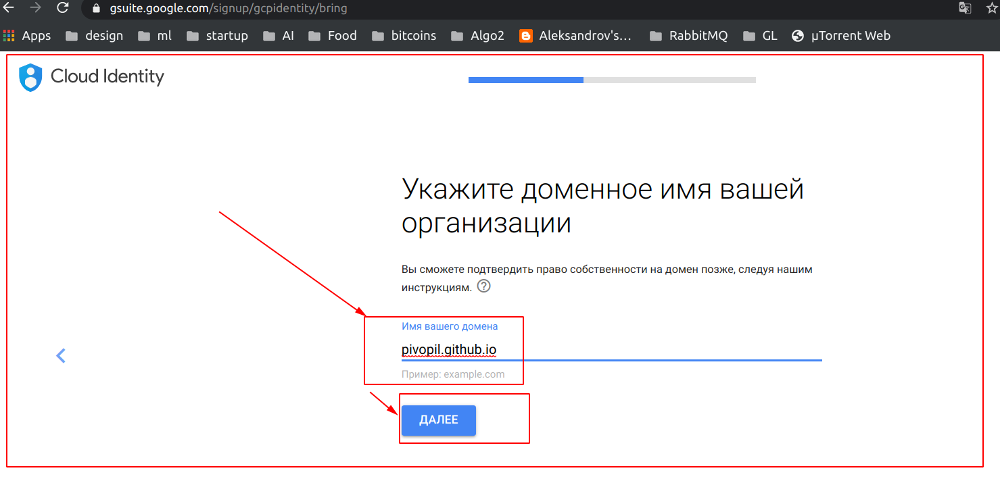 gsuite.google.com/signup/gcpidentity/bring
Apps design ml startup AI Food bitcoins Algo2 Aleksandrov's... RabbitMQ GL µTorrent Web
Cloud Identity
Укажите доменное имя вашей
организации
Вы сможете подтвердить право собственности на домен позже, следуя нашим
инструкциям.
Имя вашего домена
pivopil.github.io
Пример: example.com
ДАЛЕЕ